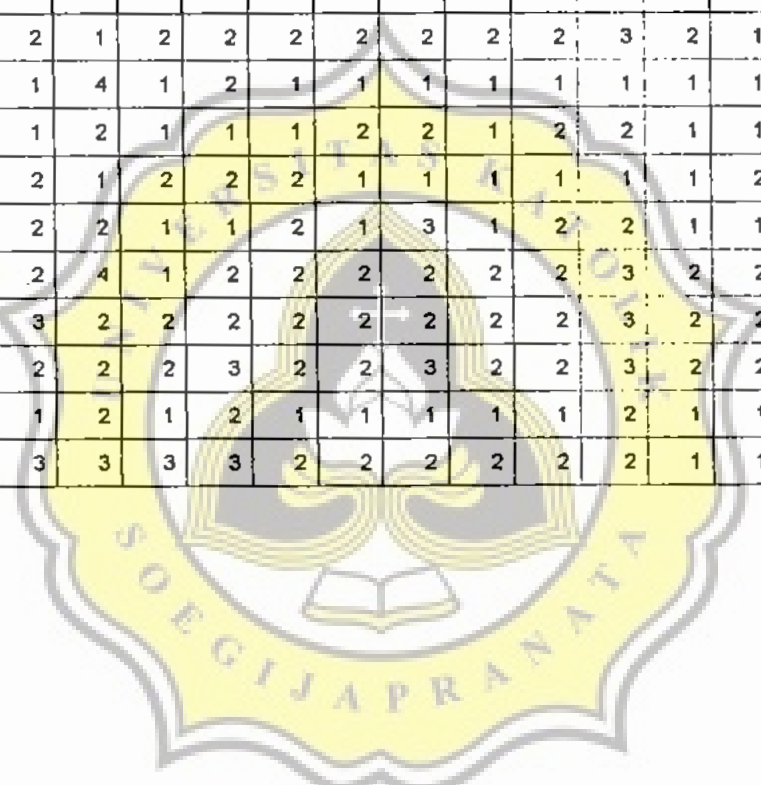 2 1 2 2 2 2 2 2 2 3 2 1
1 4 1 2 1 1 1 1 1 1 1 1
1 2 1 1 1 2 2 1 2 2 1 1
2 1 2 2 2 1 1 1 1 1 1 2
2 2 1 1 2 1 3 1 2 2 1 1
2 4 1 2 2 2 2 2 2 3 2 2
3 2 2 2 2 2 2 2 2 3 2 2
2 2 2 3 2 2 3 2 2 3 2 2
1 2 1 2 1 1 1 1 1 2 1 1
3 3 3 3 2 2 2 2 2 2 1 1
UNIVERSITAS KATOLIK
SOEGIJAPRANATA